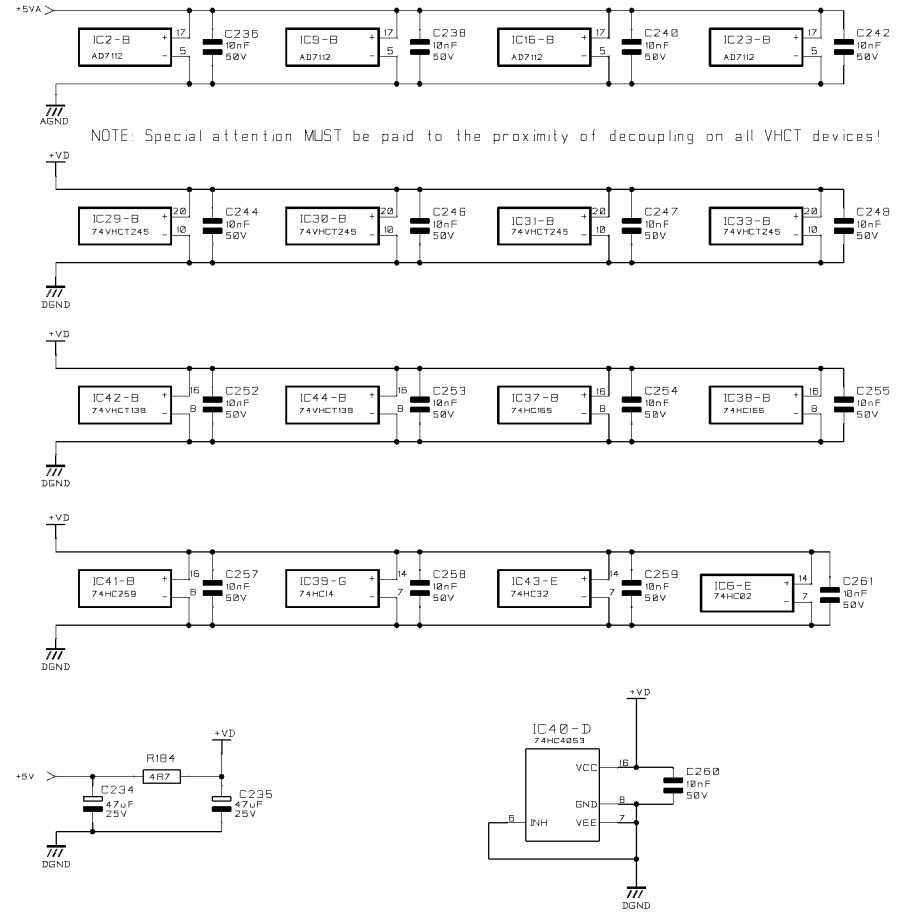 +5VA
IC2-B
AD7112
17
5
C236
10nF
50V
IC9-B
AD7112
17
5
C238
10nF
50V
IC16-B
AD7112
17
5
C240
10nF
50V
IC23-B
AD7112
17
5
C242
10nF
50V
AGND
NOTE: Special attention MUST be paid to the proximity of decoupling on all VHCT devices!
+VD
IC29-B
74VHCT245
20
10
C244
10nF
50V
IC30-B
74VHCT245
20
10
C246
10nF
50V
IC31-B
74VHCT245
20
10
C247
10nF
50V
IC33-B
74VHCT245
20
10
C248
10nF
50V
DGND
+VD
IC42-B
74VHCT138
16
8
C252
10nF
50V
IC44-B
74VHCT138
16
8
C253
10nF
50V
IC37-B
74HC165
16
8
C254
10nF
50V
IC38-B
74HC165
16
8
C255
10nF
50V
DGND
+VD
IC41-B
74HC259
16
8
C257
10nF
50V
IC39-G
74HC14
14
7
C258
10nF
50V
IC43-E
74HC32
14
7
C259
10nF
50V
IC6-E
74HC02
14
7
C261
10nF
50V
DGND
+5V
C234
47uF
25V
R184
4R7
+VD
C235
47uF
25V
DGND
+VD
IC40-D
74HC4053
VCC
16
GND
8
VEE
7
6
INH
C260
10nF
50V
DGND